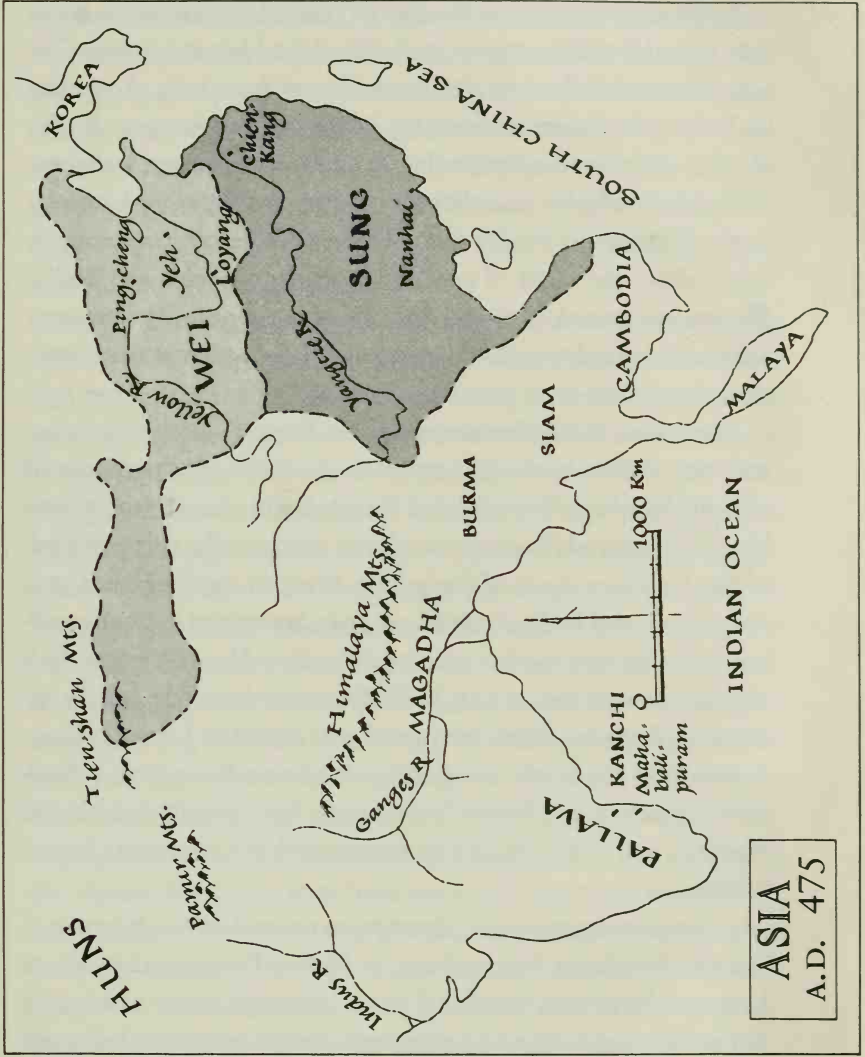 HUNS
Pamir Mts.
Tien-shan Mts.
Indus R.
Ganges R.
Himalaya Mts.
MAGADHA
PALLAVA
KANCHI
Maha
bali-
puram
1000 Km
INDIAN OCEAN
BURMA
SIAM
MALAYA
CAMBODIA
Yellow R.
WEI
Ping-cheng
Yeh
Loyang
KOREA
Yangtze R.
SUNG
Chien-
Kang
Nanhai
SOUTH CHINA SEA
ASIA
A.D. 475